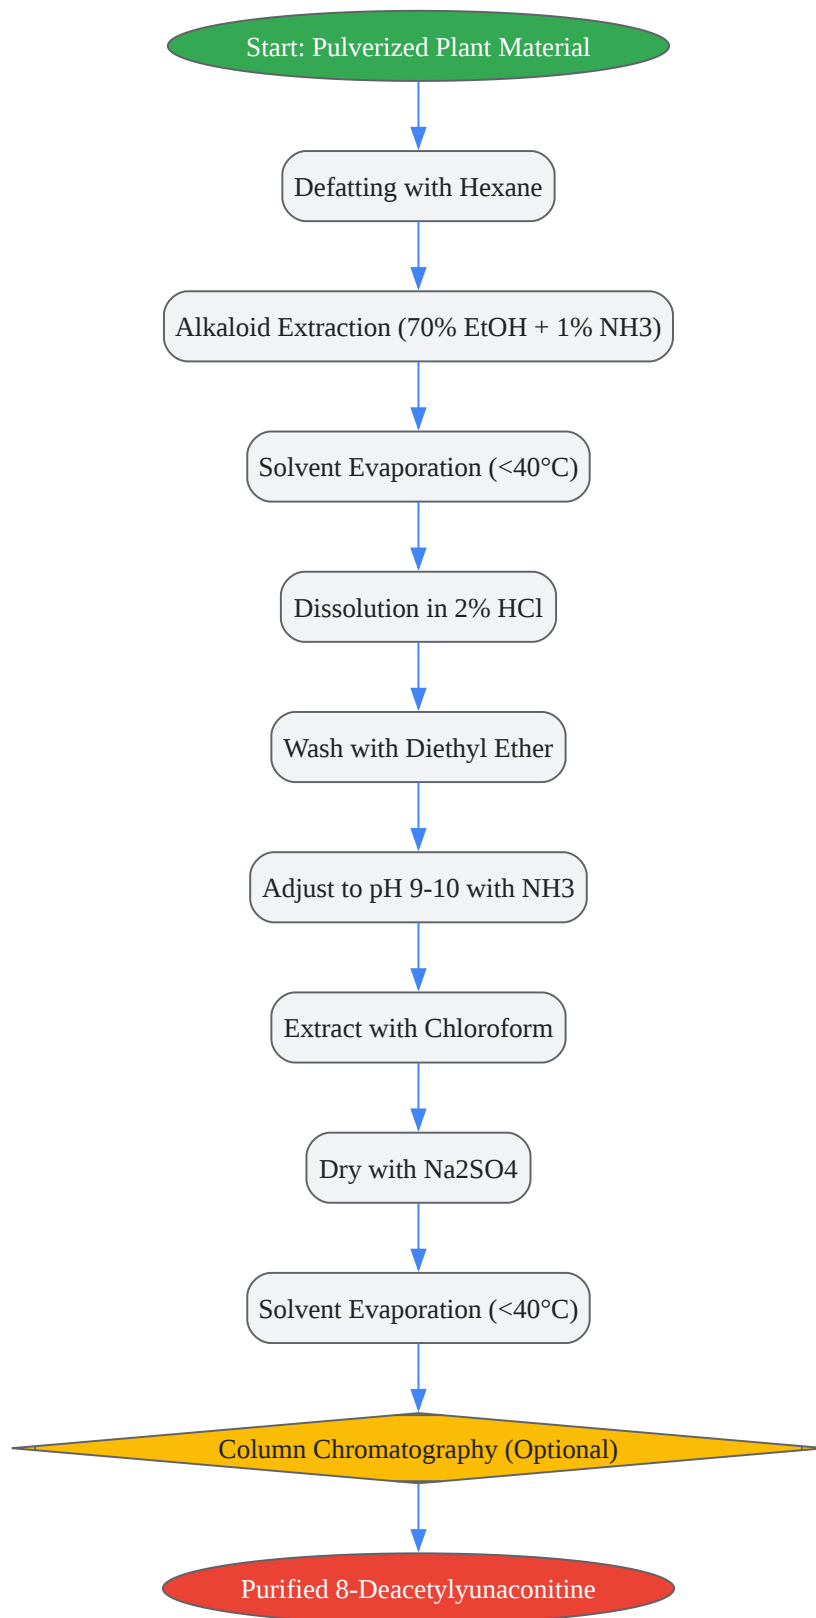 Start: Pulverized Plant Material
Defatting with Hexane
Alkaloid Extraction (70% EtOH + 1% NH3)
Solvent Evaporation (<40°C)
Dissolution in 2% HCl
Wash with Diethyl Ether
Adjust to pH 9-10 with NH3
Extract with Chloroform
Dry with Na2SO4
Solvent Evaporation (<40°C)
Column Chromatography (Optional)
Purified 8-Deacetylyunaconitine